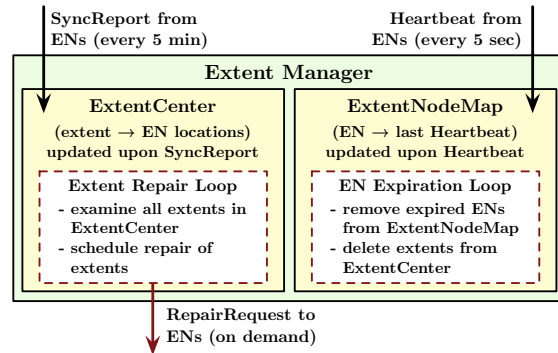 SyncReport from
ENs (every 5 min)
Heartbeat from
ENs (every 5 sec)
Extent Manager
ExtentCenter
(extent → EN locations)
updated upon SyncReport
Extent Repair Loop
- examine all extents in
ExtentCenter
- schedule repair of
extents
ExtentNodeMap
(EN → last Heartbeat)
updated upon Heartbeat
EN Expiration Loop
- remove expired ENs
from ExtentNodeMap
- delete extents from
ExtentCenter
RepairRequest to
ENs (on demand)